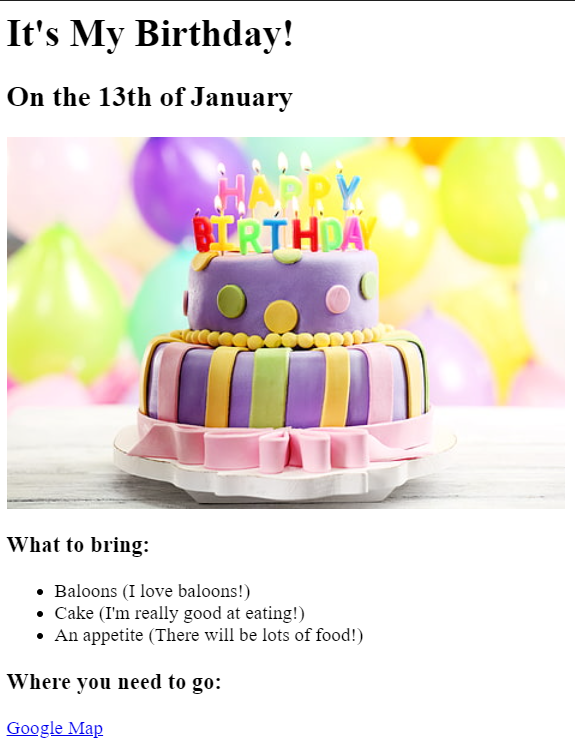 It's My Birthday!
On the 13th of January
HAPPY
BIRTHDAY
What to bring:
Baloons (I love baloons!)
Cake (I'm really good at eating!)
An appetite (There will be lots of food!)
Where you need to go:
Google Map